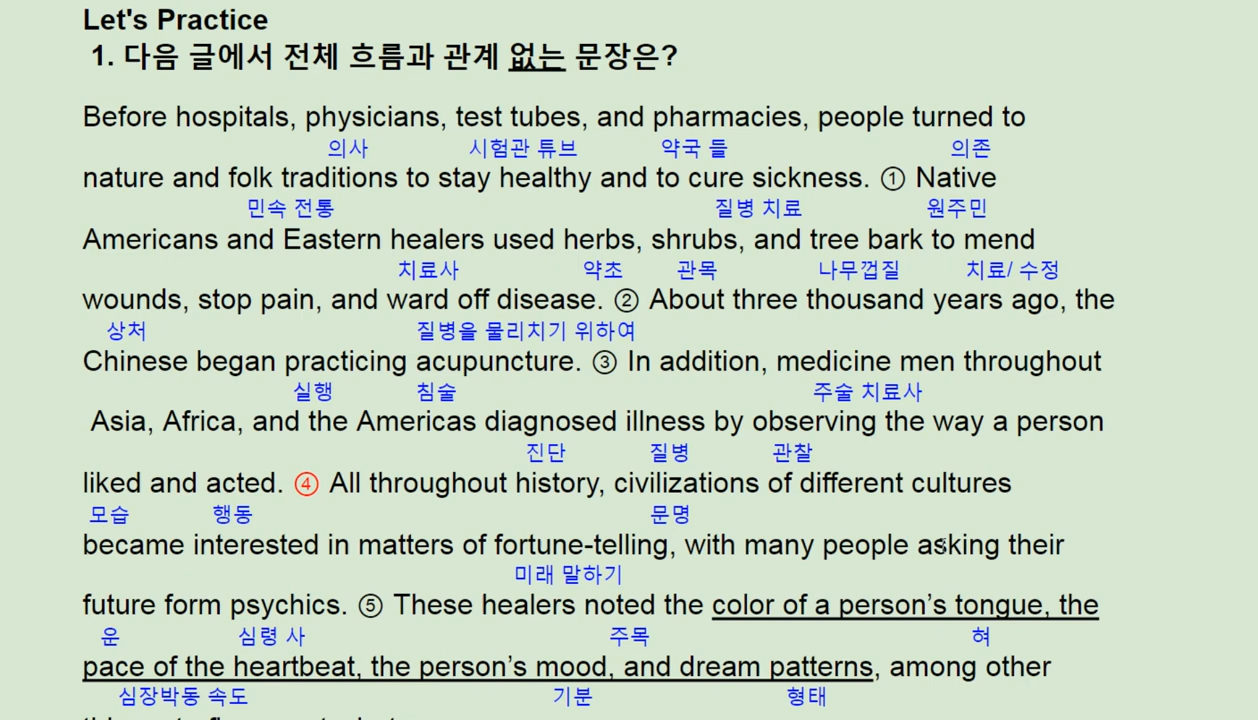 Let's Practice
1. 다음 글에서 전체 흐름과 관계 없는 문장은?
Before hospitals, physicians, test tubes, and pharmacies, people turned to
의사 시험관 튜브 약국 들 의존
nature and folk traditions to stay healthy and to cure sickness. ① Native
민속 전통 질병 치료 원주민
Americans and Eastern healers used herbs, shrubs, and tree bark to mend
치료사 약초 관목 나무껍질 치료/ 수정
wounds, stop pain, and ward off disease. ② About three thousand years ago, the
상처 질병을 물리치기 위하여
Chinese began practicing acupuncture. ③ In addition, medicine men throughout
실행 침술 주술 치료사
Asia, Africa, and the Americas diagnosed illness by observing the way a person
진단 질병 관찰
liked and acted. ④ All throughout history, civilizations of different cultures
모습 행동 문명
became interested in matters of fortune-telling, with many people asking their
미래 말하기
future form psychics. ⑤ These healers noted the color of a person’s tongue, the
운 심령 사 주목 혀
pace of the heartbeat, the person’s mood, and dream patterns, among other
심장박동 속도 기분 형태